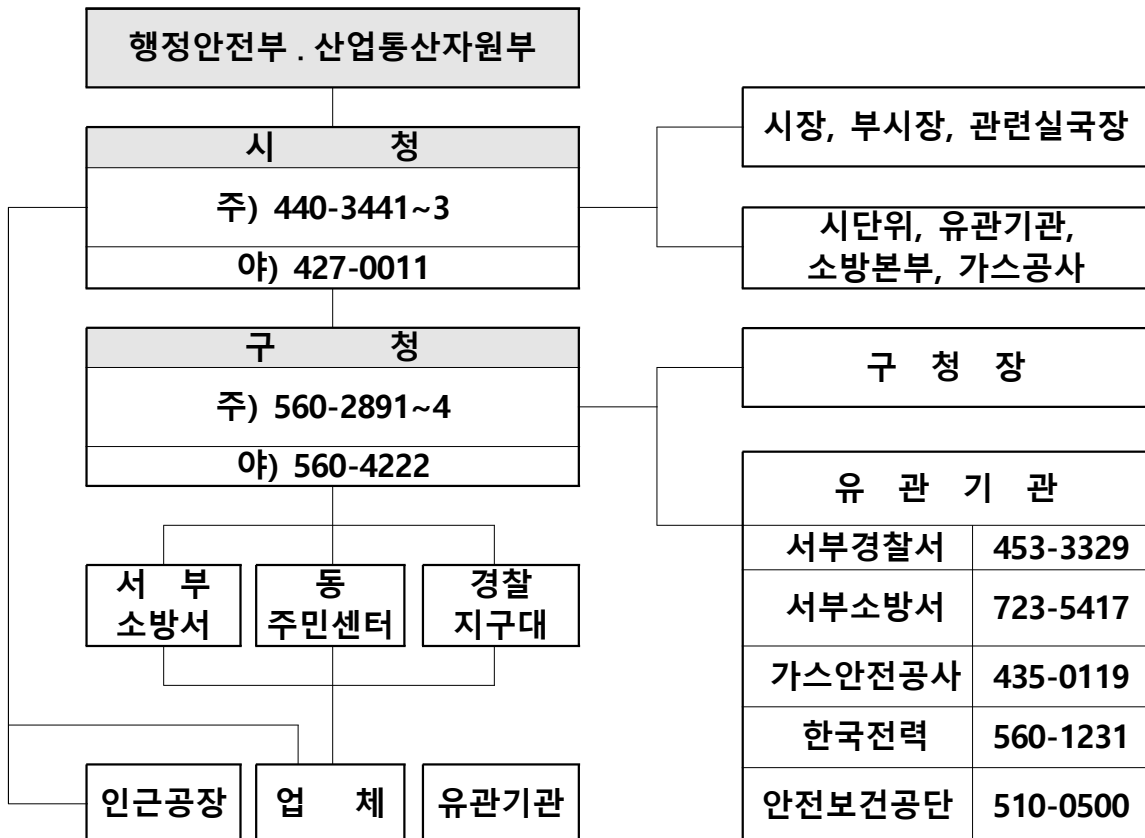 행정안전부 . 산업통산자원부
시 청
주) 440-3441~3
야) 427-0011
시장, 부시장, 관련실국장
시단위, 유관기관,
소방본부, 가스공사
구 청
주) 560-2891~4
야) 560-4222
구 청 장
유 관 기 관
서부경찰서 453-3329
서부소방서 723-5417
가스안전공사 435-0119
한국전력 560-1231
안전보건공단 510-0500
서 부
소방서
동
주민센터
경찰
지구대
인근공장
업 체
유관기관